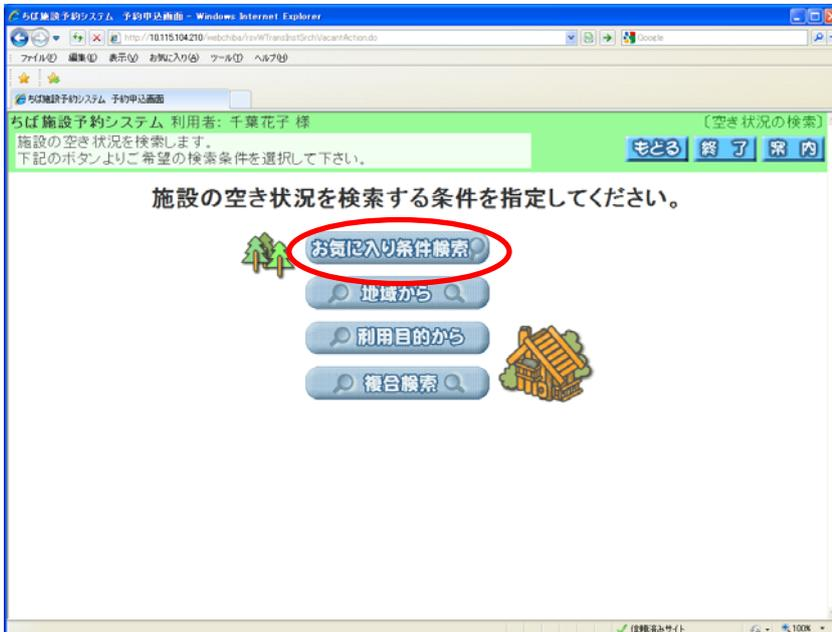 ちば施設予約システム 予約申込画面 - Windows Internet Explorer
http://10.115.104.210/webchiba/rsvWTransInstSrchVacantAction.do
Google
ファイル(F) 編集(E) 表示(V) お気に入り(A) ツール(T) ヘルプ(H)
ちば施設予約システム 予約申込画面
ちば施設予約システム 利用者: 千葉花子 様
〔空き状況の検索〕
施設の空き状況を検索します。
下記のボタンよりご希望の検索条件を選択して下さい。
もどる 終 了 案 内
施設の空き状況を検索する条件を指定してください。
お気に入り条件検索
地域から
利用目的から
複合検索
信頼済みサイト
100%